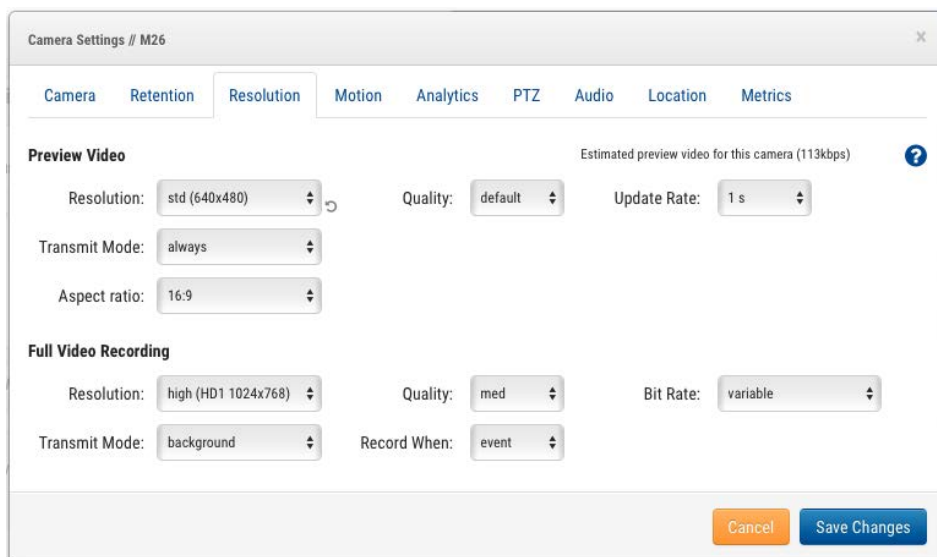 Camera Settings // M26 ×
Camera Retention Resolution Motion Analytics PTZ Audio Location Metrics
Preview Video Estimated preview video for this camera (113kbps) ?
Resolution: std (640x480) Quality: default Update Rate: 1 s
Transmit Mode: always
Aspect ratio: 16:9
Full Video Recording
Resolution: high (HD1 1024x768) Quality: med Bit Rate: variable
Transmit Mode: background Record When: event
Cancel Save Changes